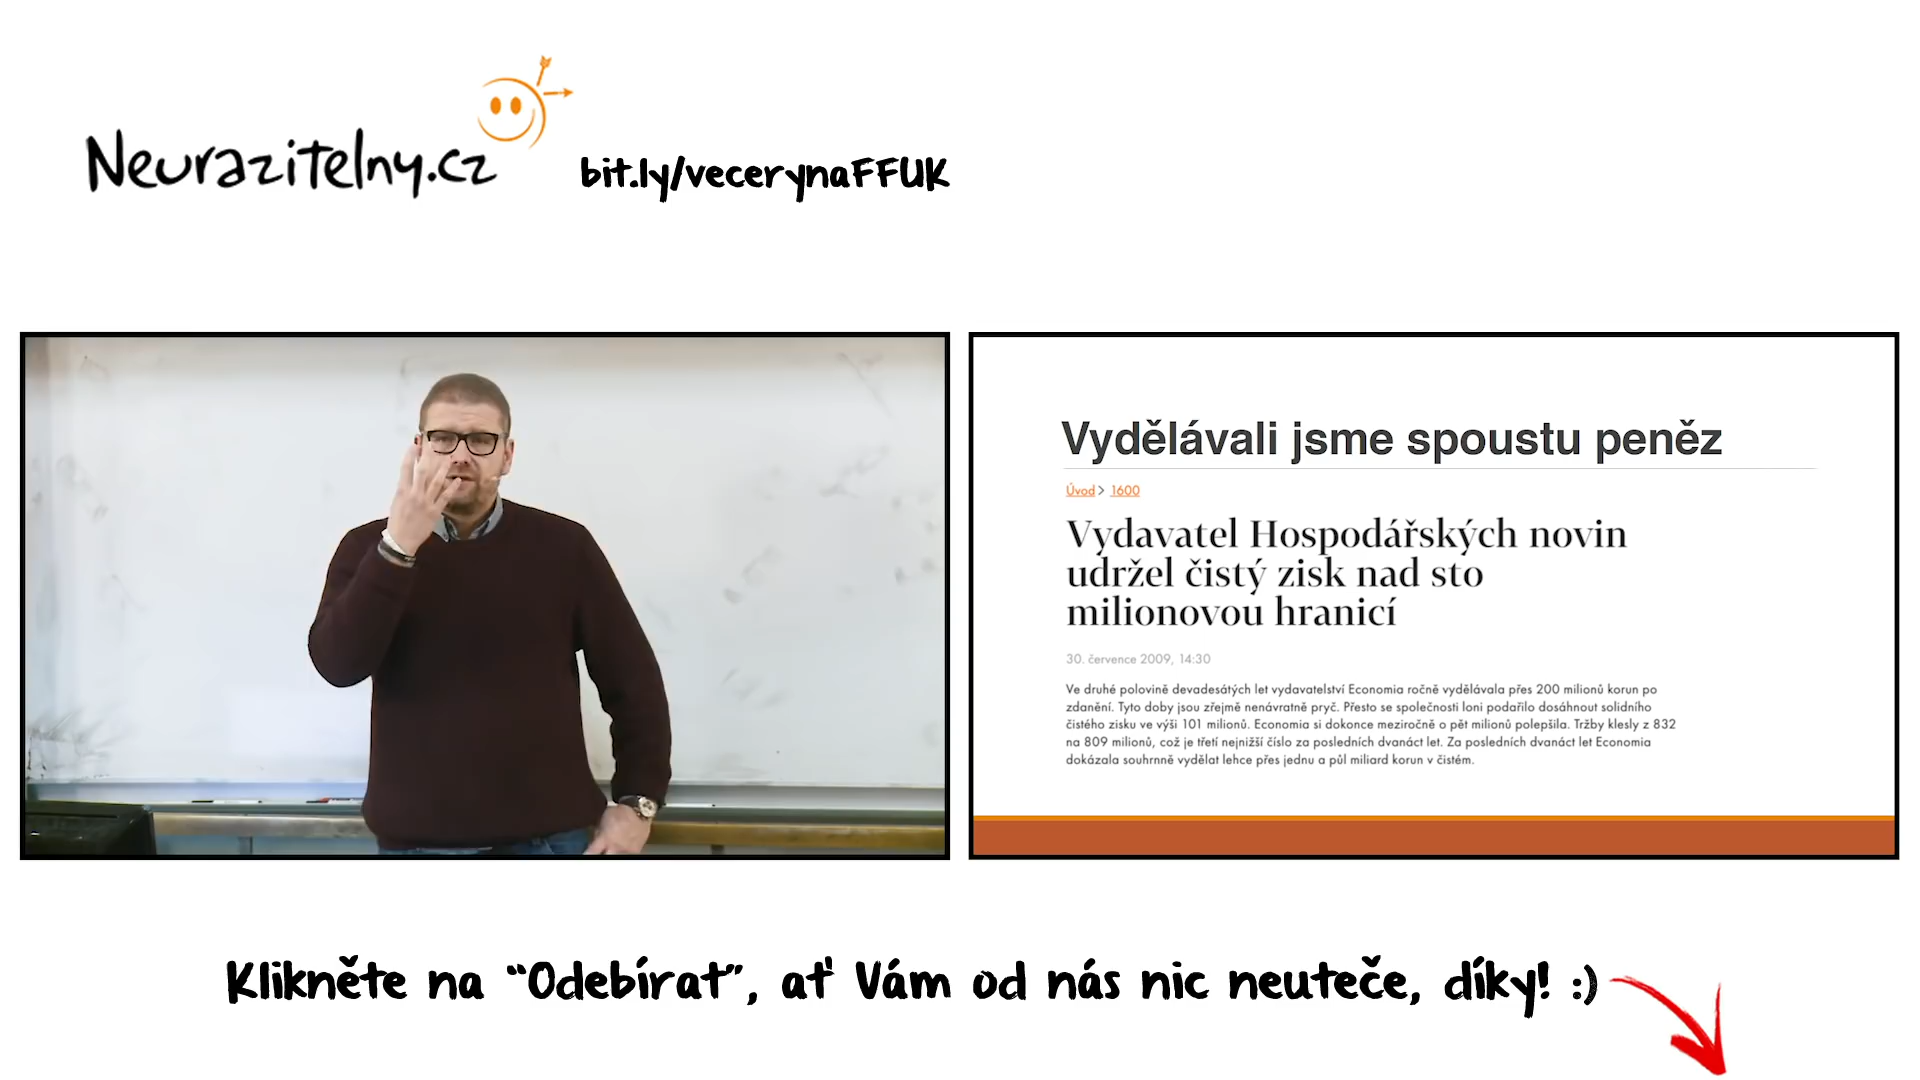 Neurazitelny.cz
bit.ly/vecerynaFFUK
Vydělávali jsme spoustu peněz
Úvod > 1600
Vydavatel Hospodářských novin
udržel čistý zisk nad sto
milionovou hranicí
30. července 2009, 14:30
Ve druhé polovině devadesátých let vydavatelství Economia ročně vydělávala přes 200 milionů korun po
zdanění. Tyto doby jsou zřejmě nenávratně pryč. Přesto se společnosti loni podařilo dosáhnout solidního
čistého zisku ve výši 101 milionů. Economia si dokonce meziročně o pět milionů polepšila. Tržby klesly z 832
na 809 milionů, což je třetí nejnižší číslo za posledních dvanáct let. Za posledních dvanáct let Economia
dokázala souhrnně vydělat lehce přes jednu a půl miliard korun v čistém.
Klikněte na “Odebírat”, ať Vám od nás nic neuteče, díky! :)